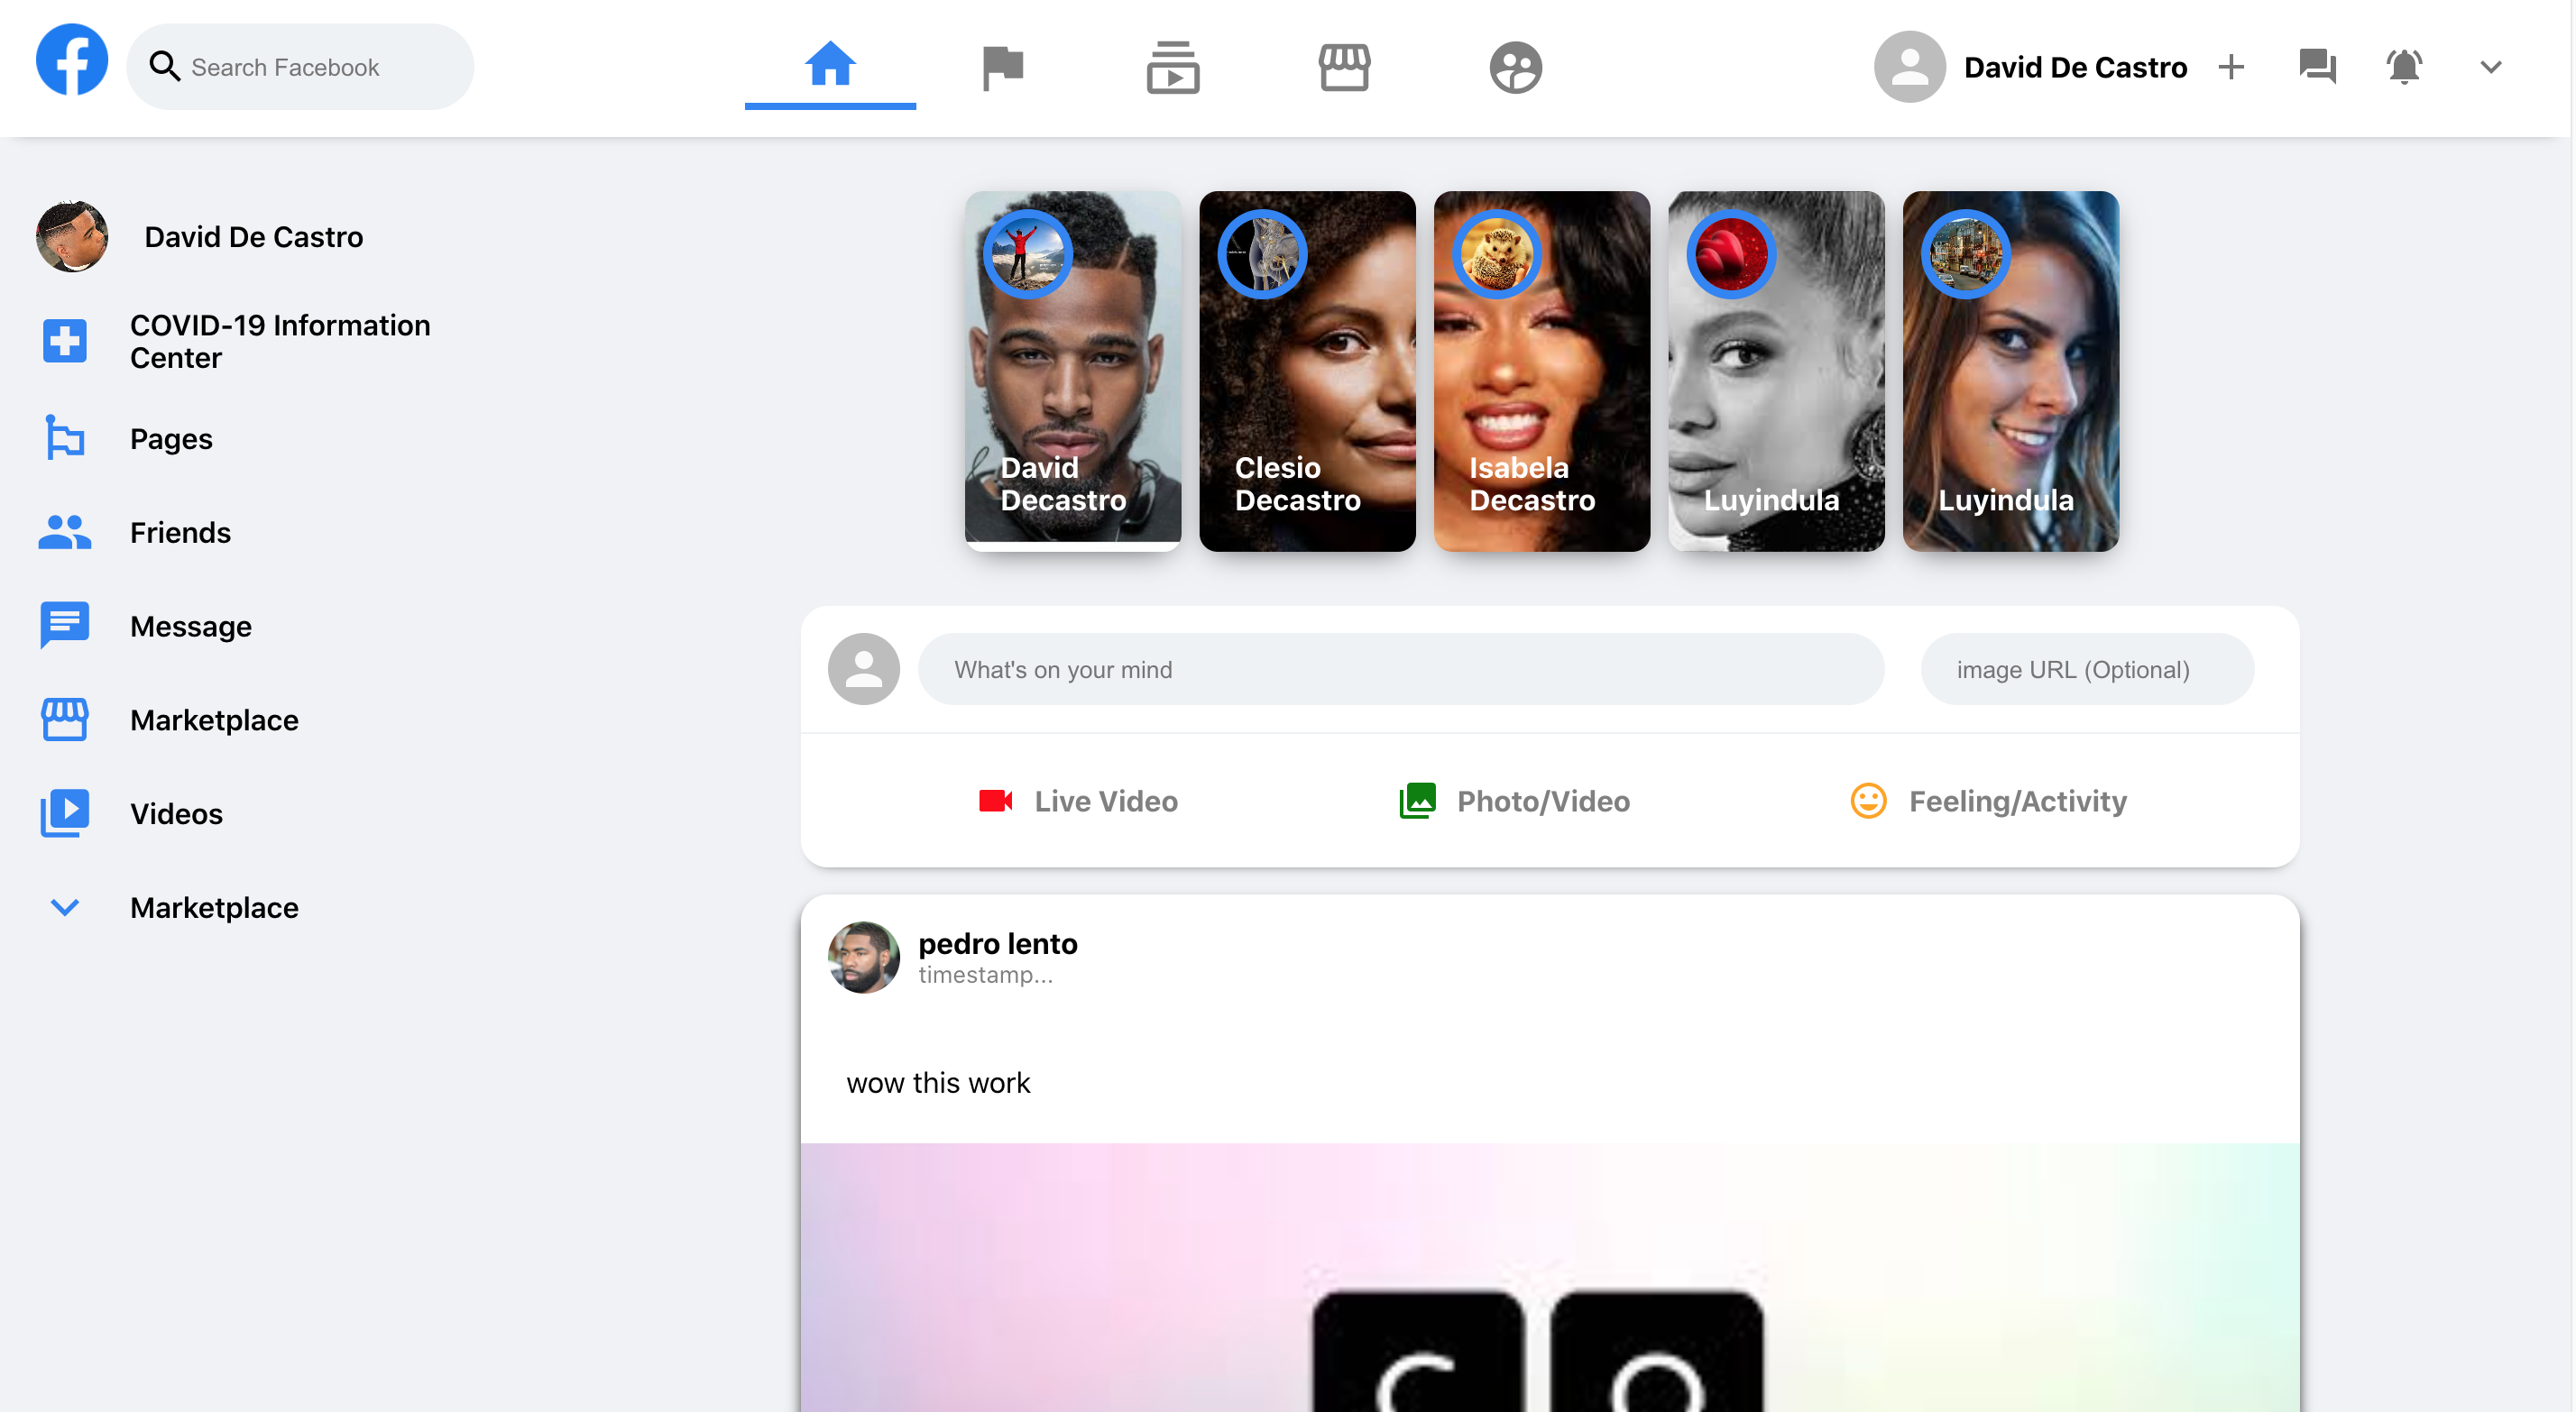 Search Facebook
David De Castro
David De Castro
COVID-19 Information
Center
Pages
Friends
Message
Marketplace
Videos
Marketplace
David
Decastro
Clesio
Decastro
Isabela
Decastro
Luyindula
Luyindula
What's on your mind
image URL (Optional)
Live Video
Photo/Video
Feeling/Activity
pedro lento
timestamp...
wow this work